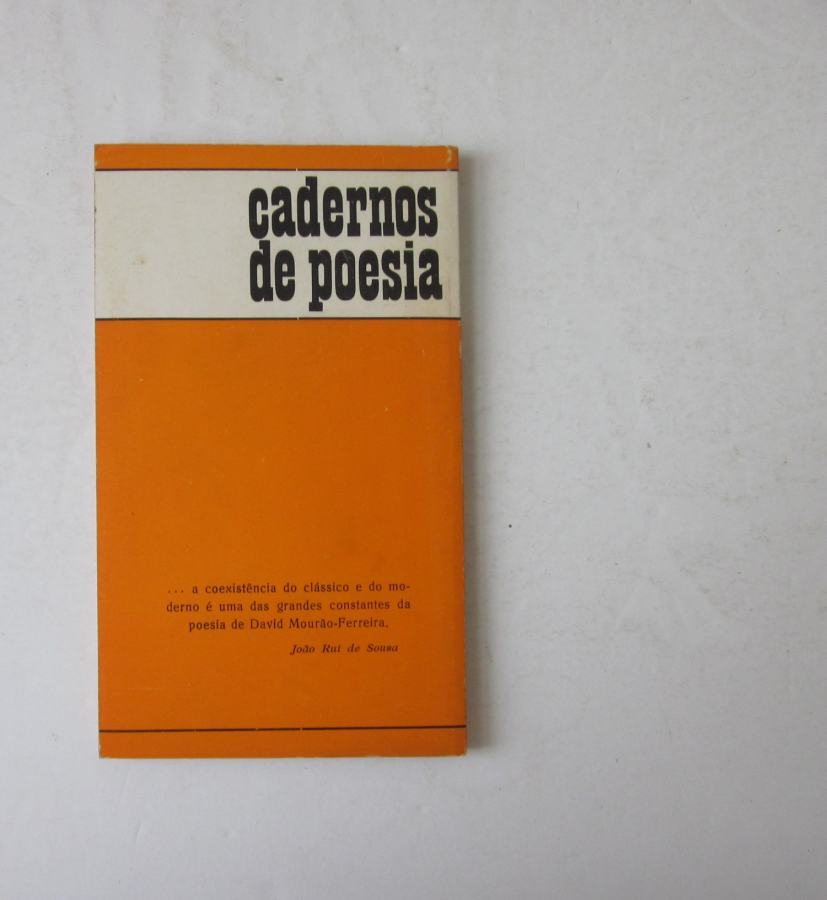 cadernos
de poesia
... a coexistência do clássico e do mo-
derno é uma das grandes constantes da
poesia de David Mourão-Ferreira.
João Rui de Sousa